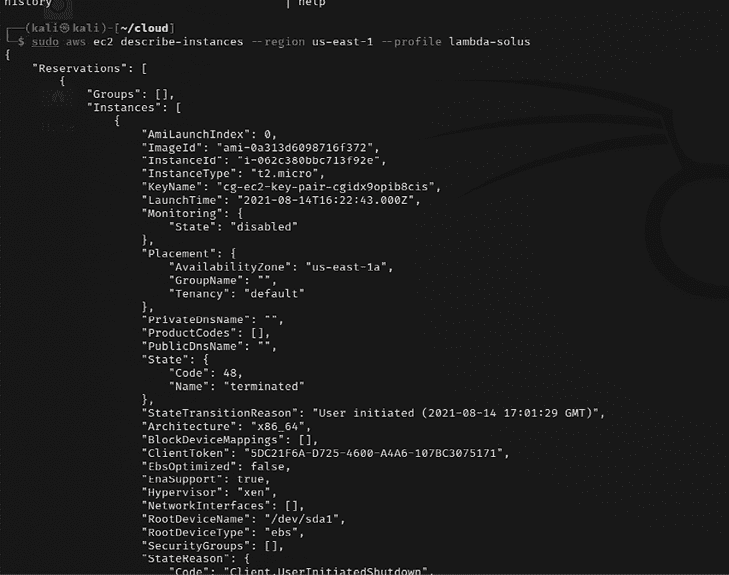 history | help
┌──(kali㉿kali)-[~/cloud]
└─$ sudo aws ec2 describe-instances --region us-east-1 --profile lambda-solus
{
    "Reservations": [
        {
            "Groups": [],
            "Instances": [
                {
                    "AmiLaunchIndex": 0,
                    "ImageId": "ami-0a313d6098716f372",
                    "InstanceId": "i-062c380bbc713f92e",
                    "InstanceType": "t2.micro",
                    "KeyName": "cg-ec2-key-pair-cgidx9opib8cis",
                    "LaunchTime": "2021-08-14T16:22:43.000Z",
                    "Monitoring": {
                        "State": "disabled"
                    },
                    "Placement": {
                        "AvailabilityZone": "us-east-1a",
                        "GroupName": "",
                        "Tenancy": "default"
                    },
                    "PrivateDnsName": "",
                    "ProductCodes": [],
                    "PublicDnsName": "",
                    "State": {
                        "Code": 48,
                        "Name": "terminated"
                    },
                    "StateTransitionReason": "User initiated (2021-08-14 17:01:29 GMT)",
                    "Architecture": "x86_64",
                    "BlockDeviceMappings": [],
                    "ClientToken": "5DC21F6A-D725-4600-A4A6-107BC3075171",
                    "EbsOptimized": false,
                    "EnaSupport": true,
                    "Hypervisor": "xen",
                    "NetworkInterfaces": [],
                    "RootDeviceName": "/dev/sda1",
                    "RootDeviceType": "ebs",
                    "SecurityGroups": [],
                    "StateReason": {
                        "Code": "Client.UserInitiatedShutdown",